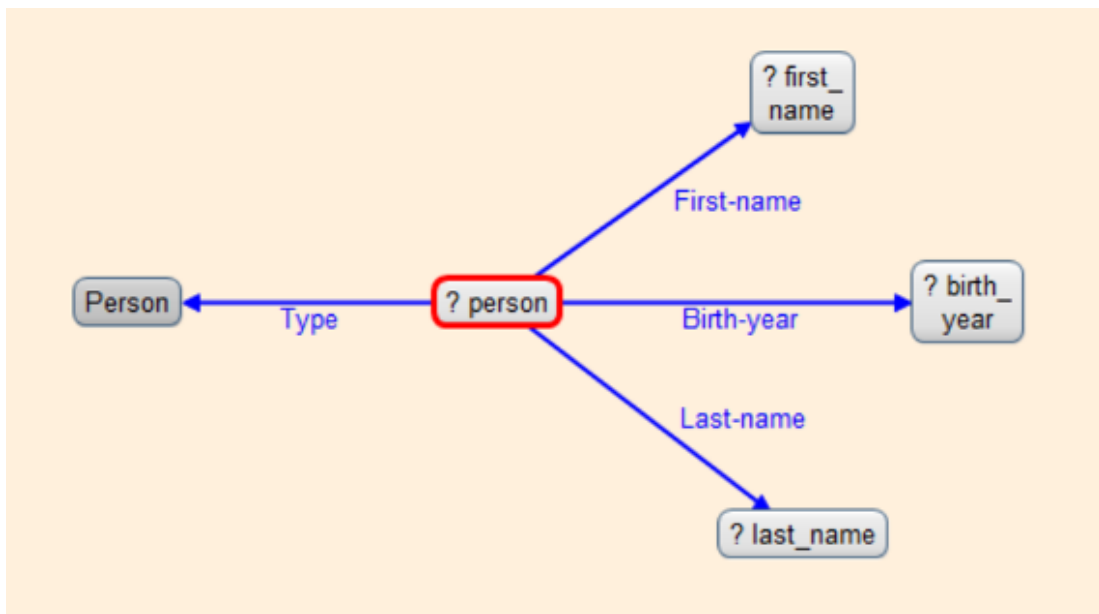 ? first_
name
First-name
Person
Type
? person
Birth-year
? birth_
year
Last-name
? last_name